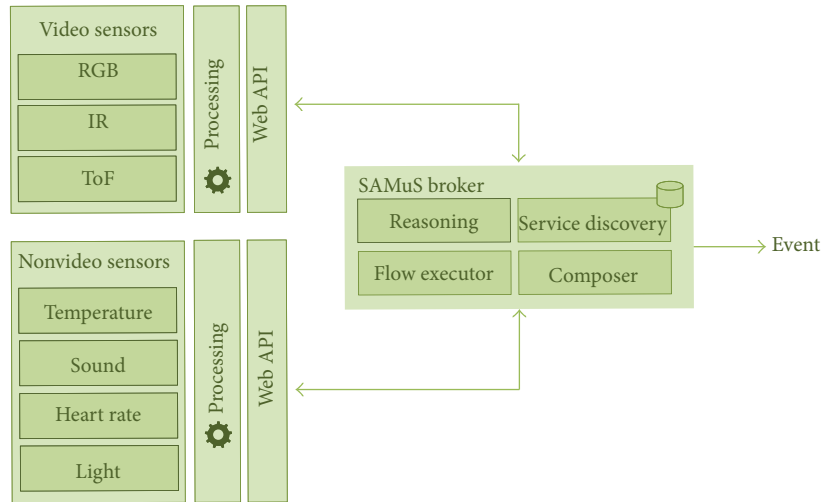 Video sensors
RGB
IR
ToF
Processing
Web API
Nonvideo sensors
Temperature
Sound
Heart rate
Light
Processing
Web API
SAMuS broker
Reasoning
Service discovery
Flow executor
Composer
Event